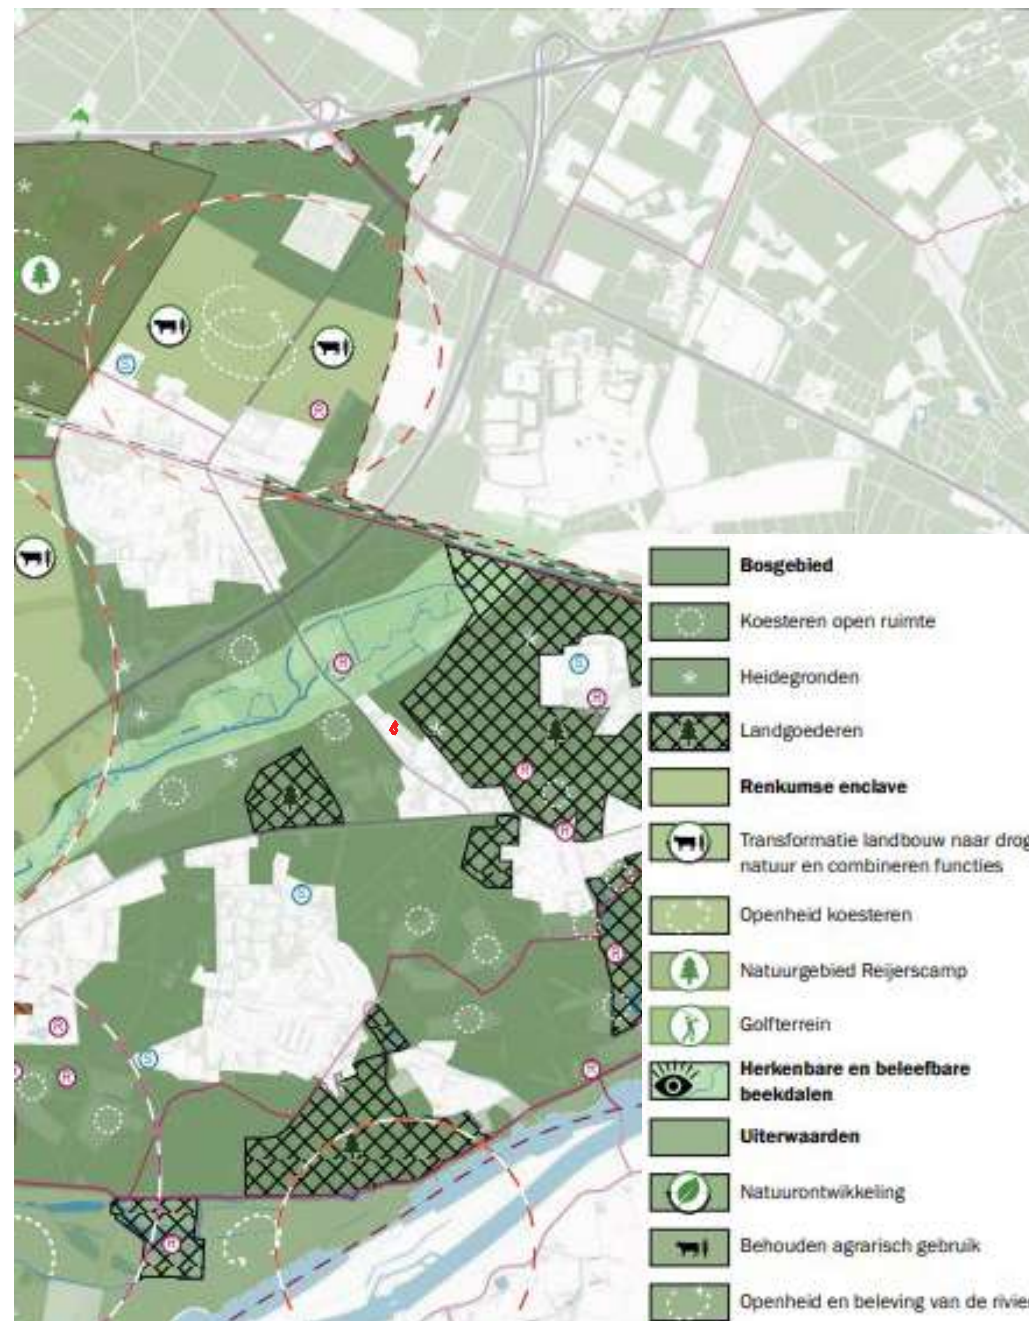 S
R
R
S
R
R
R
S
R
R
S
R
R
R
Bosgebied
Koesteren open ruimte
Heidegronden
Landgoederen
Renkumse enclave
Transformatie landbouw naar drog
natuur en combineren functies
Openheid koesteren
Natuurgebied Reijerscamp
Golfterrein
Herkenbare en beleefbare
beekdalen
Uiterwaarden
Natuurontwikkeling
Behouden agrarisch gebruik
Openheid en beleving van de rivie